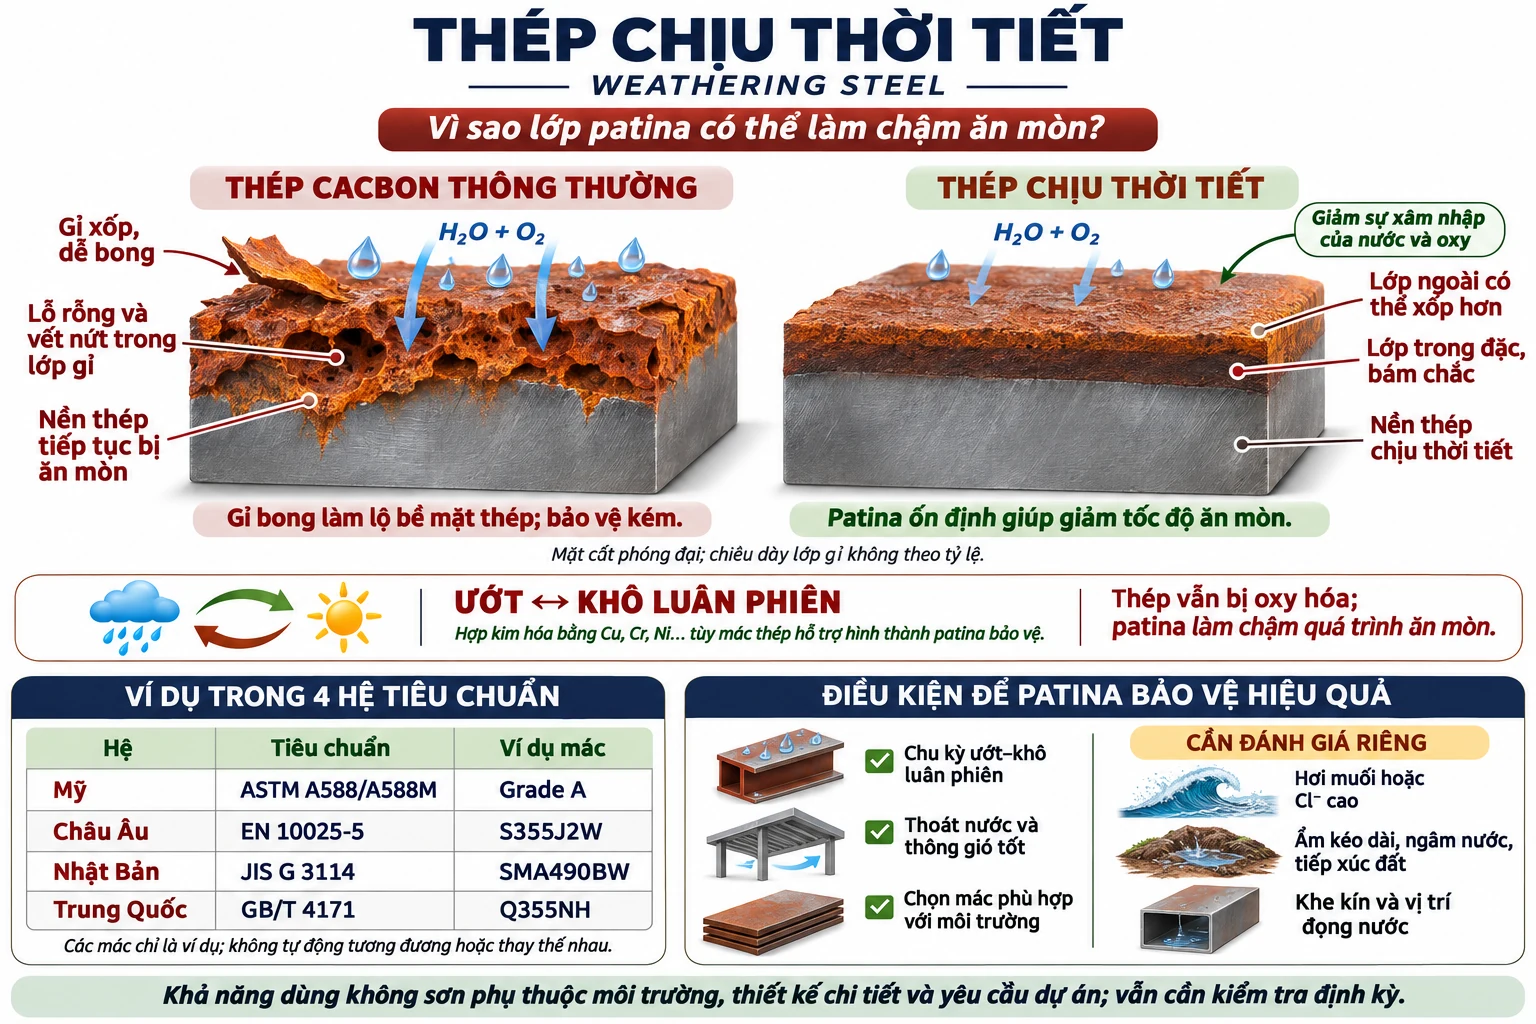 THÉP CHỊU THỜI TIẾT
WEATHERING STEEL
Vì sao lớp patina có thể làm chậm ăn mòn?
THÉP CACBON THÔNG THƯỜNG
H₂O + O₂
Gỉ xốp,
dễ bong
Lỗ rỗng và
vết nứt trong
lớp gỉ
Nền thép
tiếp tục bị
ăn mòn
Gỉ bong làm lộ bề mặt thép; bảo vệ kém.
THÉP CHỊU THỜI TIẾT
H₂O + O₂
Giảm sự xâm nhập
của nước và oxy
Lớp ngoài có
thể xốp hơn
Lớp trong đặc,
bám chắc
Nền thép
chịu thời tiết
Patina ổn định giúp giảm tốc độ ăn mòn.
Mặt cắt phóng đại; chiều dày lớp gỉ không theo tỷ lệ.
ƯỚT ↔ KHÔ LUÂN PHIÊN
Hợp kim hóa bằng Cu, Cr, Ni... tùy mác thép hỗ trợ hình thành patina bảo vệ.
Thép vẫn bị oxy hóa;
patina làm chậm quá trình ăn mòn.
VÍ DỤ TRONG 4 HỆ TIÊU CHUẨN
Hệ Tiêu chuẩn Ví dụ mác
Mỹ ASTM A588/A588M Grade A
Châu Âu EN 10025-5 S355J2W
Nhật Bản JIS G 3114 SMA490BW
Trung Quốc GB/T 4171 Q355NH
Các mác chỉ là ví dụ; không tự động tương đương hoặc thay thế nhau.
ĐIỀU KIỆN ĐỂ PATINA BẢO VỆ HIỆU QUẢ
Chu kỳ ướt–khô
luân phiên
Thoát nước và
thông gió tốt
Chọn mác phù hợp
với môi trường
CẦN ĐÁNH GIÁ RIÊNG
Hơi muối hoặc
Cl⁻ cao
Ẩm kéo dài, ngâm nước,
tiếp xúc đất
Khe kín và vị trí
đọng nước
Khả năng dùng không sơn phụ thuộc môi trường, thiết kế chi tiết và yêu cầu dự án; vẫn cần kiểm tra định kỳ.